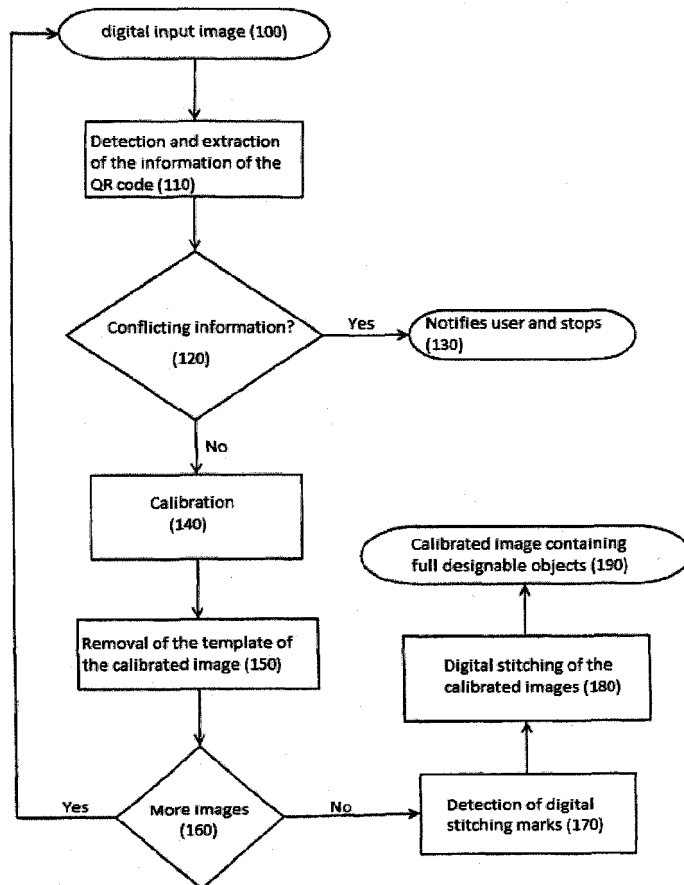 digital input image (100)
Detection and extraction
of the information of the
QR code (110)
Conflicting information?
(120)
Yes
Notifies user and stops
(130)
No
Calibration
(140)
Calibrated image containing
full designable objects (190)
Removal of the template of
the calibrated image (150)
Digital stitching of the
calibrated images (180)
Yes
More images
(160)
No
Detection of digital
stitching marks (170)